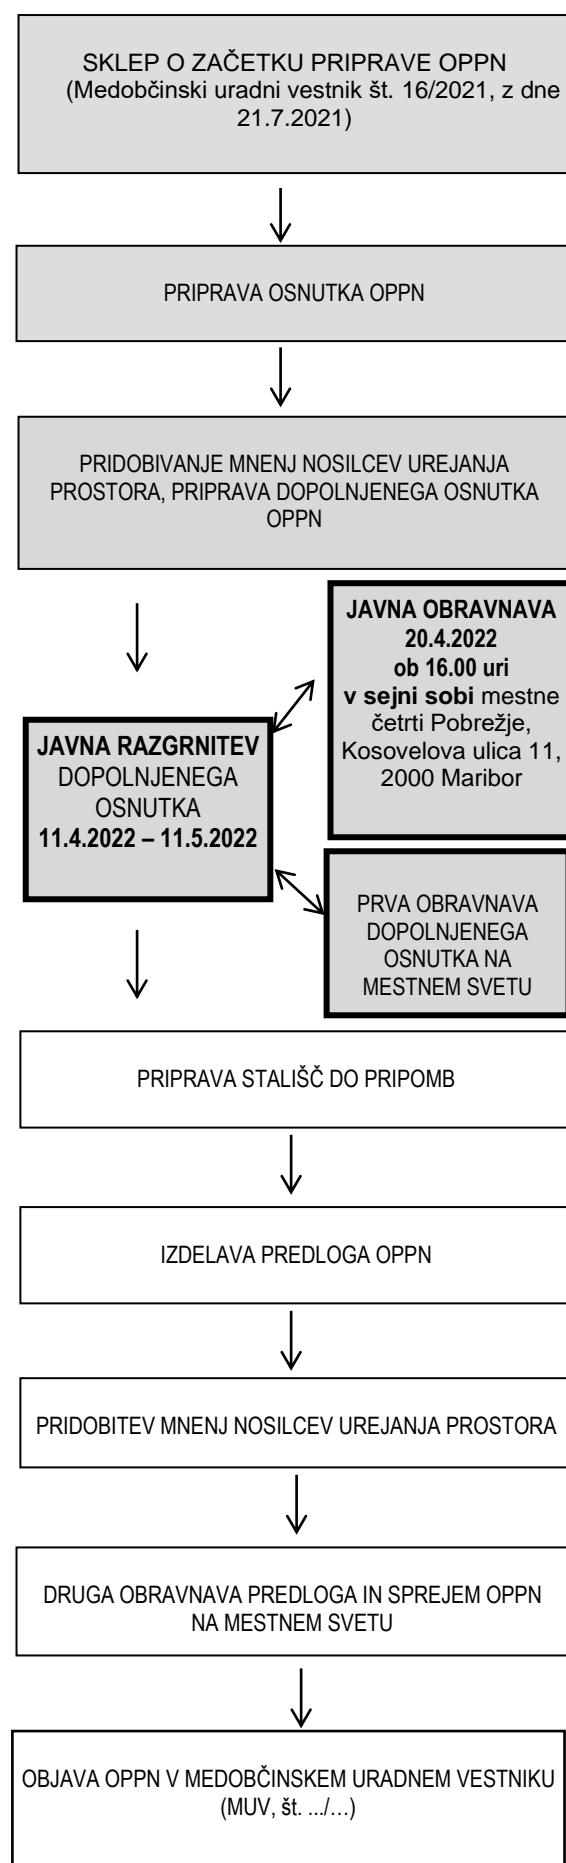 SKLEP O ZAČETKU PRIPRAVE OPPN
(Medobčinski uradni vestnik št. 16/2021, z dne
21.7.2021)
PRIPRAVA OSNUTKA OPPN
PRIDOBIVANJE MNENJ NOSILCEV UREJANJA
PROSTORA, PRIPRAVA DOPOLNJENEGA OSNUTKA
OPPN
JAVNA OBRAVNAVA
20.4.2022
ob 16.00 uri
v sejni sobi mestne
četrti Pobrežje,
Kosovelova ulica 11,
2000 Maribor
JAVNA RAZGRNITEV
DOPOLNJENEGA
OSNUTKA
11.4.2022 – 11.5.2022
PRVA OBRAVNAVA
DOPOLNJENEGA
OSNUTKA NA
MESTNEM SVETU
PRIPRAVA STALIŠČ DO PRIPOMB
IZDELAVA PREDLOGA OPPN
PRIDOBITEV MNENJ NOSILCEV UREJANJA PROSTORA
DRUGA OBRAVNAVA PREDLOGA IN SPREJEM OPPN
NA MESTNEM SVETU
OBJAVA OPPN V MEDOBČINSKEM URADNEM VESTNIKU
(MUV, št. .../…)